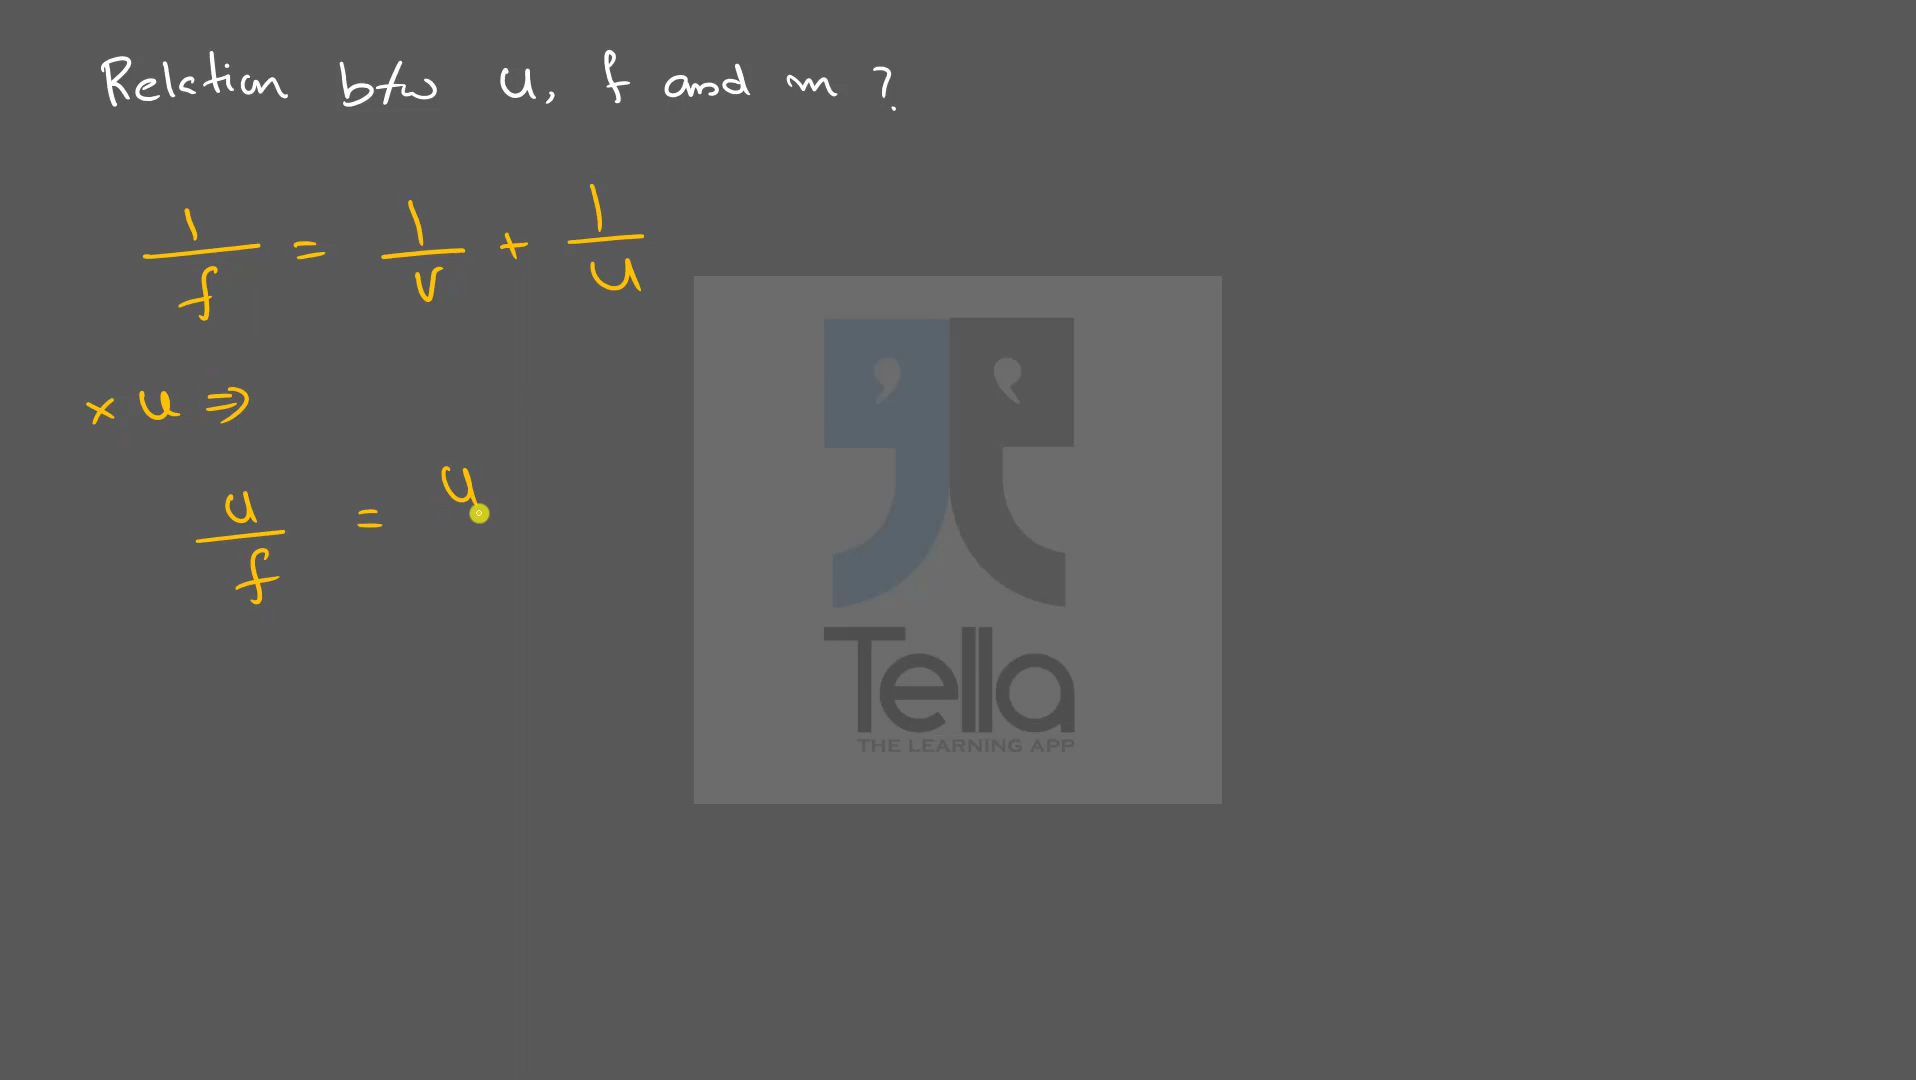 Relation btw u, f and m ?
1/f = 1/v + 1/u
× u ⇒
u/f = u
Tella
THE LEARNING APP